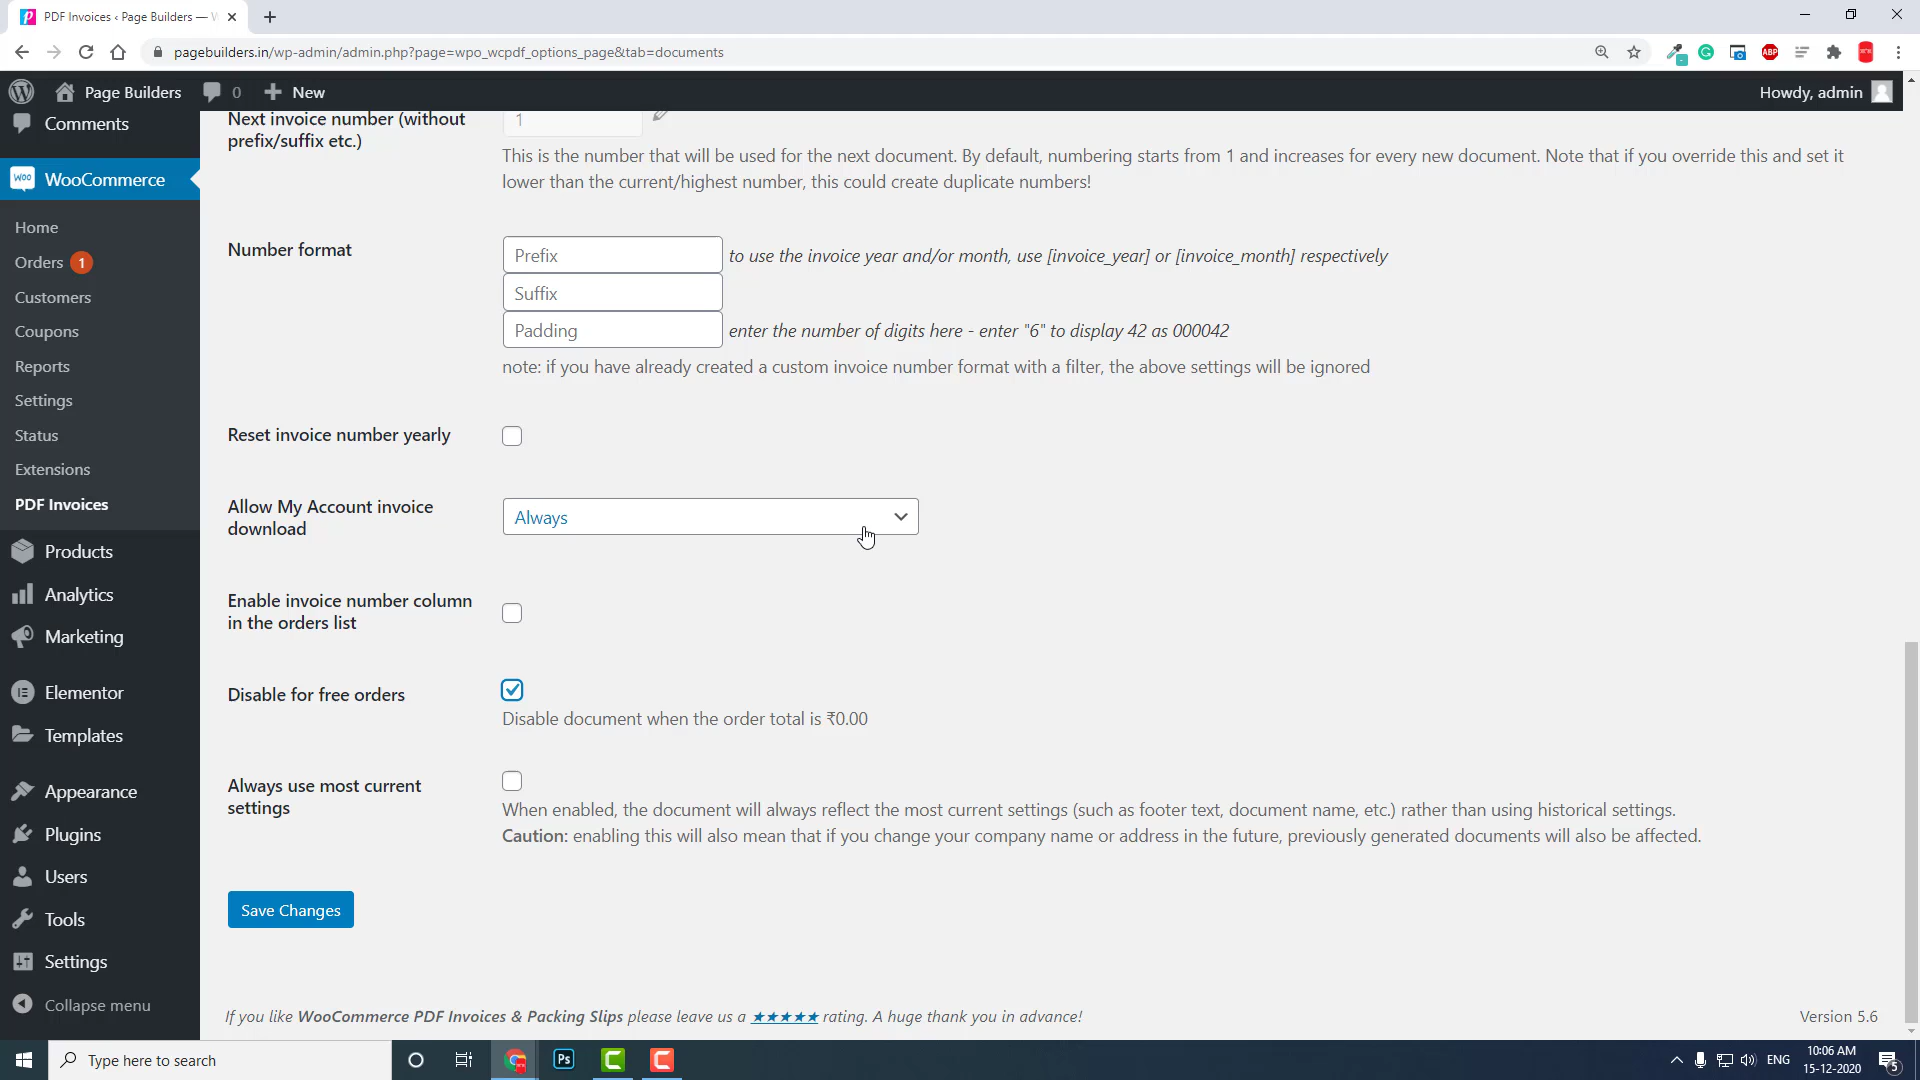 PDF Invoices ‹ Page Builders — W
pagebuilders.in/wp-admin/admin.php?page=wpo_wcpdf_options_page&tab=documents
ABP
Page Builders
0
New
Howdy, admin
Comments
WooCommerce
Home
Orders 1
Customers
Coupons
Reports
Settings
Status
Extensions
PDF Invoices
Products
Analytics
Marketing
Elementor
Templates
Appearance
Plugins
Users
Tools
Settings
Collapse menu
Next invoice number (without
prefix/suffix etc.)
1
This is the number that will be used for the next document. By default, numbering starts from 1 and increases for every new document. Note that if you override this and set it
lower than the current/highest number, this could create duplicate numbers!
Number format
Prefix to use the invoice year and/or month, use [invoice_year] or [invoice_month] respectively
Suffix
Padding enter the number of digits here - enter "6" to display 42 as 000042
note: if you have already created a custom invoice number format with a filter, the above settings will be ignored
Reset invoice number yearly
Allow My Account invoice
download
Always
Enable invoice number column
in the orders list
Disable for free orders
Disable document when the order total is ₹0.00
Always use most current
settings
When enabled, the document will always reflect the most current settings (such as footer text, document name, etc.) rather than using historical settings.
Caution: enabling this will also mean that if you change your company name or address in the future, previously generated documents will also be affected.
Save Changes
If you like WooCommerce PDF Invoices & Packing Slips please leave us a ★★★★★ rating. A huge thank you in advance!
Version 5.6
Type here to search
Ps
ENG
10:06 AM
15-12-2020
5